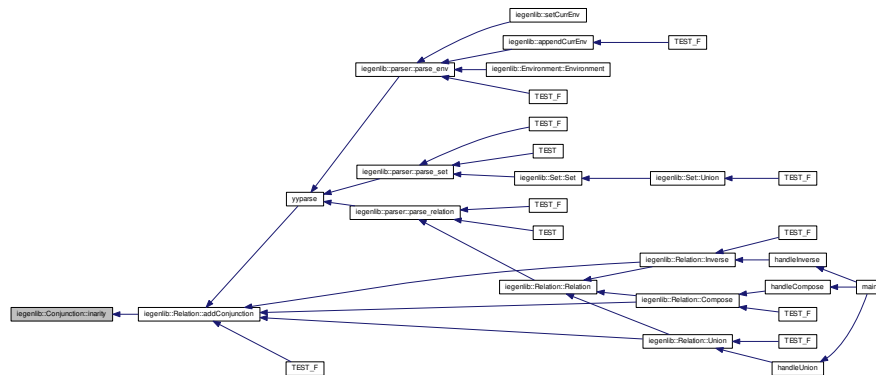 iegenlib::setCurrEnv
iegenlib::appendCurrEnv
TEST_F
iegenlib::parser::parse_env
iegenlib::Environment::Environment
TEST_F
TEST_F
TEST
iegenlib::parser::parse_set
iegenlib::Set::Set
iegenlib::Set::Union
TEST_F
yyparse
TEST_F
iegenlib::parser::parse_relation
TEST
TEST_F
iegenlib::Relation::Inverse
handleInverse
iegenlib::Relation::Relation
handleCompose
main
iegenlib::Relation::Compose
iegenlib::Conjunction::inarity
iegenlib::Relation::addConjunction
TEST_F
iegenlib::Relation::Union
TEST_F
TEST_F
handleUnion